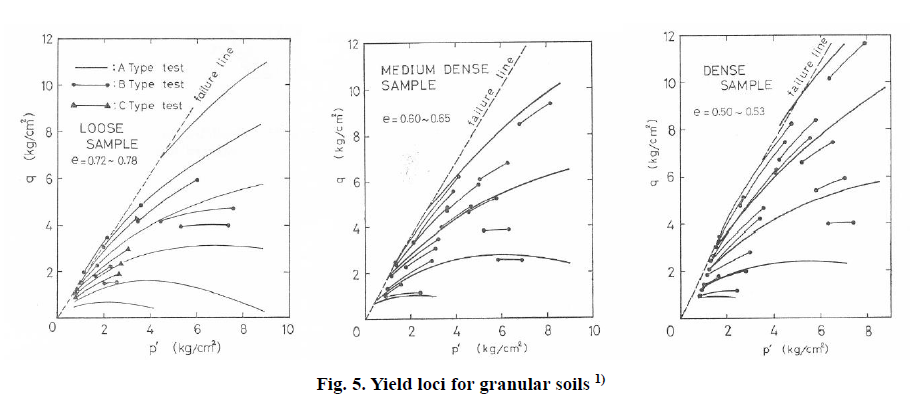 12
10
8
6
4
2
0
q (kg/cm²)
— : A Type test
: B Type test
: C Type test
LOOSE
SAMPLE
e = 0.72 ~ 0.78
failure line
0 2 4 6 8 10
p' (kg/cm²)
12
10
8
6
4
2
0
q (kg/cm²)
MEDIUM DENSE
SAMPLE
e = 0.60~0.65
failure line
0 2 4 6 8 10
p' (kg/cm²)
12
10
8
6
4
2
0
q (kg/cm²)
DENSE
SAMPLE
e = 0.50 ~ 0.53
failure line
0 2 4 6 8
p' (kg/cm²)
Fig. 5. Yield loci for granular soils 1)